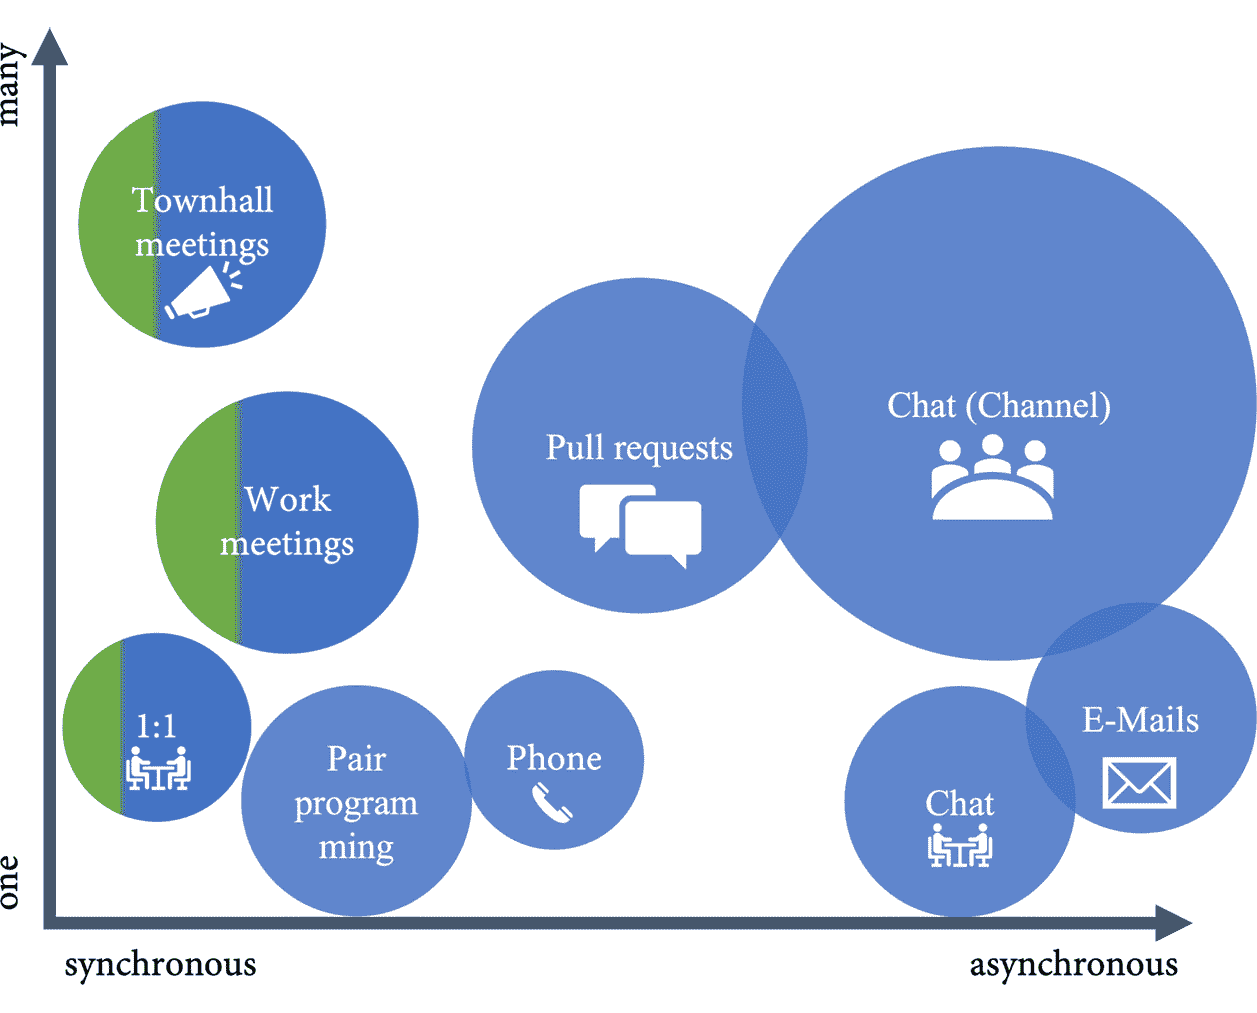 many
Townhall
meetings
Chat (Channel)
Pull requests
Work
meetings
1:1
Pair
program
ming
Phone
E-Mails
Chat
one
synchronous
asynchronous